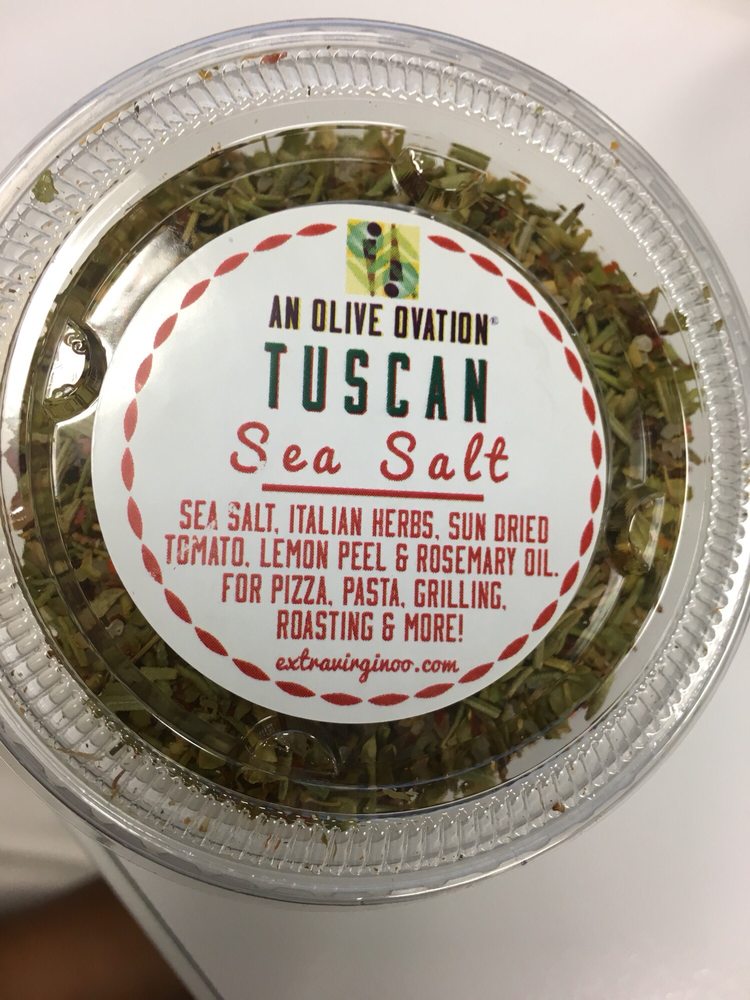 AN OLIVE OVATION®
TUSCAN
Sea Salt
SEA SALT, ITALIAN HERBS, SUN DRIED
TOMATO, LEMON PEEL & ROSEMARY OIL.
FOR PIZZA, PASTA, GRILLING,
ROASTING & MORE!
extravirginoo.com